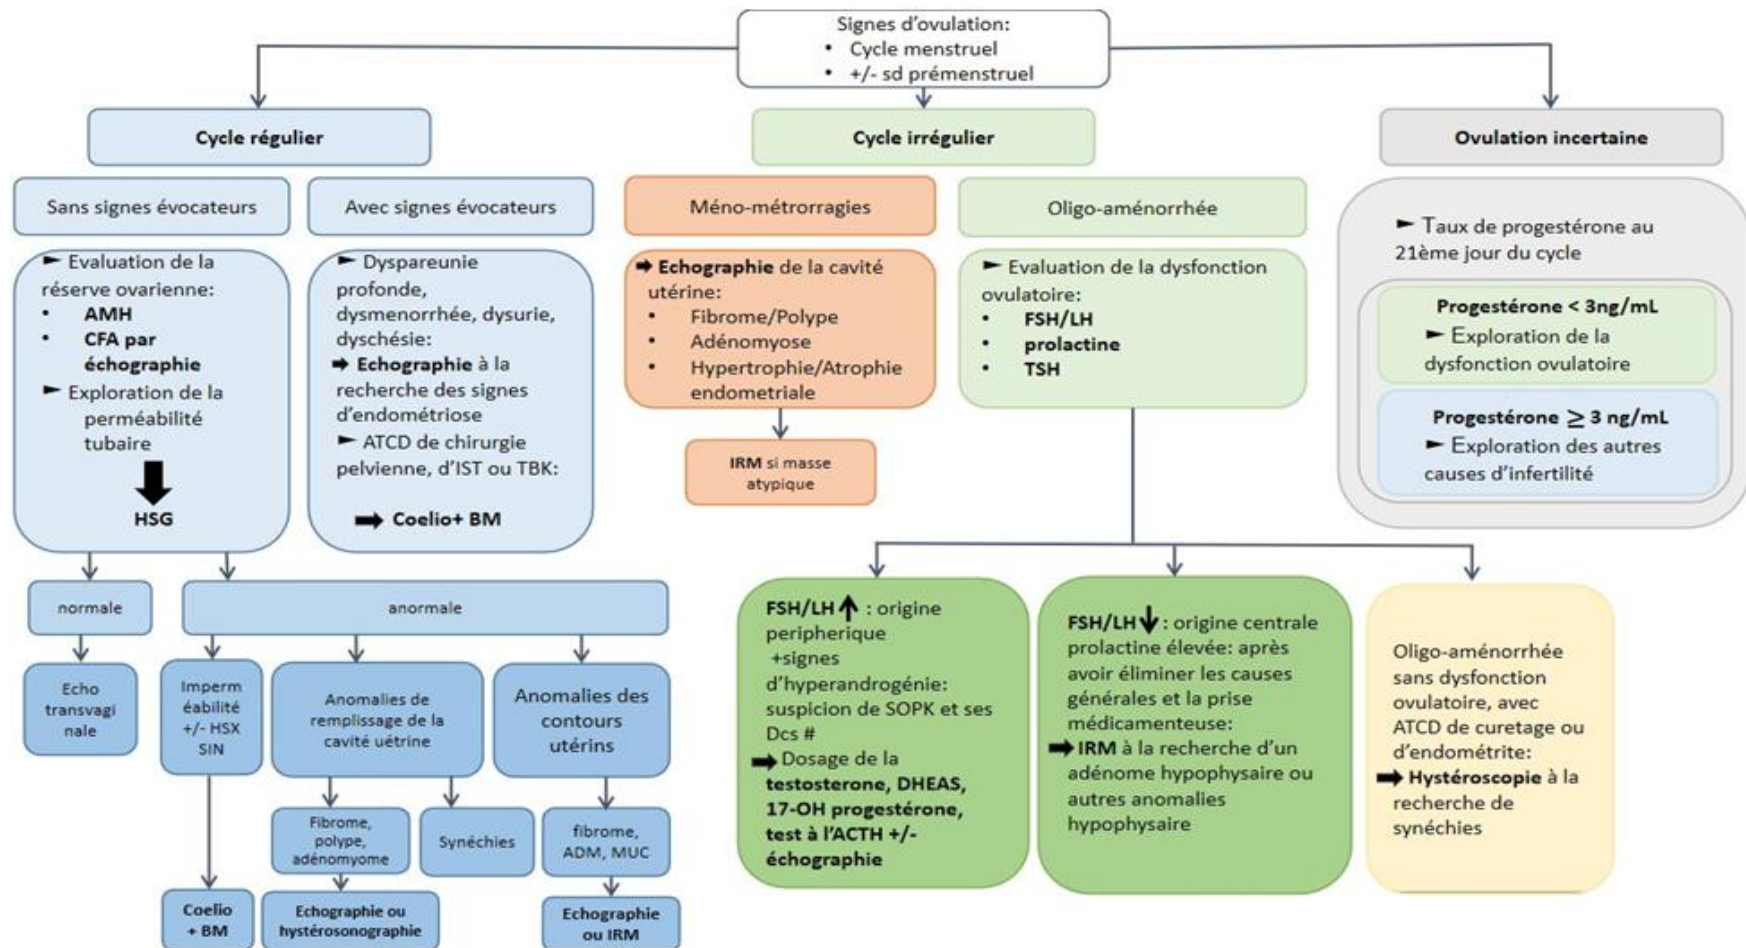 Signes d'ovulation:
• Cycle menstruel
• +/- sd prémenstruel
Cycle régulier
Sans signes évocateurs
► Evaluation de la
réserve ovarienne:
• AMH
• CFA par
échographie
► Exploration de la
perméabilité
tubaire
HSG
Avec signes évocateurs
► Dyspareunie
profonde,
dysmenorrhée, dysurie,
dyschésie:
➡ Echographie à la
recherche des signes
d'endométriose
► ATCD de chirurgie
pelvienne, d'IST ou TBK:
➡ Coelio+ BM
normale
anormale
Echo
transvagi
nale
Imperm
éabilité
+/- HSX
SIN
Anomalies de
remplissage de la
cavité uétrine
Anomalies des
contours
utérins
Fibrome,
polype,
adénomyome
Synéchies
fibrome,
ADM, MUC
Coelio
+ BM
Echographie ou
hystérosonographie
Echographie
ou IRM
Cycle irrégulier
Méno-métrorragies
➡ Echographie de la cavité
utérine:
• Fibrome/Polype
• Adénomyose
• Hypertrophie/Atrophie
endometriale
IRM si masse
atypique
Oligo-aménorrhée
► Evaluation de la dysfonction
ovulatoire:
• FSH/LH
• prolactine
• TSH
FSH/LH ↑ : origine
peripherique
+signes
d'hyperandrogénie:
suspicion de SOPK et ses
Dcs #
➡ Dosage de la
testosterone, DHEAS,
17-OH progestérone,
test à l'ACTH +/-
échographie
FSH/LH ↓ : origine centrale
prolactine élevée: après
avoir éliminer les causes
générales et la prise
médicamenteuse:
➡ IRM à la recherche d'un
adénome hypophysaire ou
autres anomalies
hypophysaire
Oligo-aménorrhée
sans dysfonction
ovulatoire, avec
ATCD de curetage ou
d'endométrite:
➡ Hystéroscopie à la
recherche de
synéchies
Ovulation incertaine
► Taux de progestérone au
21ème jour du cycle
Progestérone < 3ng/mL
► Exploration de la
dysfonction ovulatoire
Progestérone ≥ 3 ng/mL
► Exploration des autres
causes d'infertilité